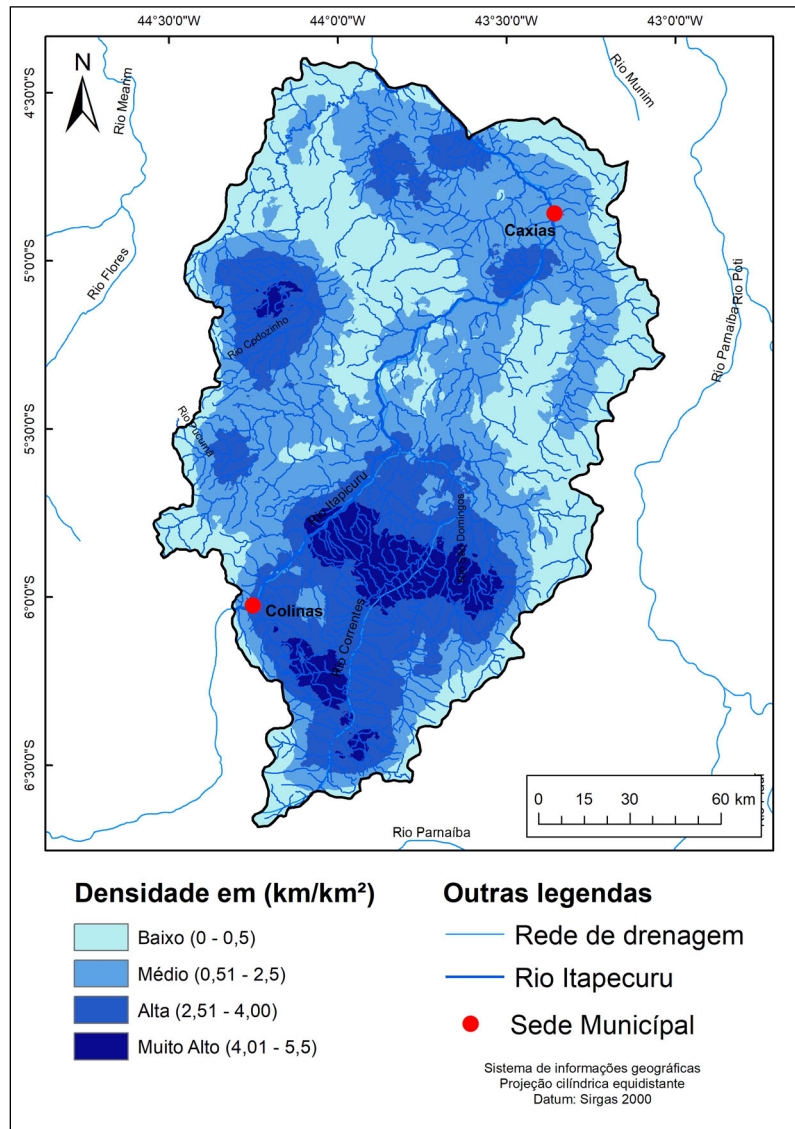 44°30'0"W 44°0'0"W 43°30'0"W 43°0'0"W
N
4°30'0"S
5°0'0"S
5°30'0"S
6°0'0"S
6°30'0"S
Rio Mearim
Rio Munim
Caxias
Rio Flores
Rio Poti
Rio Parnaíba
Rio Codozinho
Rio Pucumã
Rio Itapicuru
Domingos
Colinas
Rio Correntes
0 15 30 60 km
Rio Parnaíba
Densidade em (km/km²)
Baixo (0 - 0,5)
Médio (0,51 - 2,5)
Alta (2,51 - 4,00)
Muito Alto (4,01 - 5,5)
Outras legendas
Rede de drenagem
Rio Itapecuru
Sede Municípal
Sistema de informações geográficas
Projeção cilíndrica equidistante
Datum: Sirgas 2000